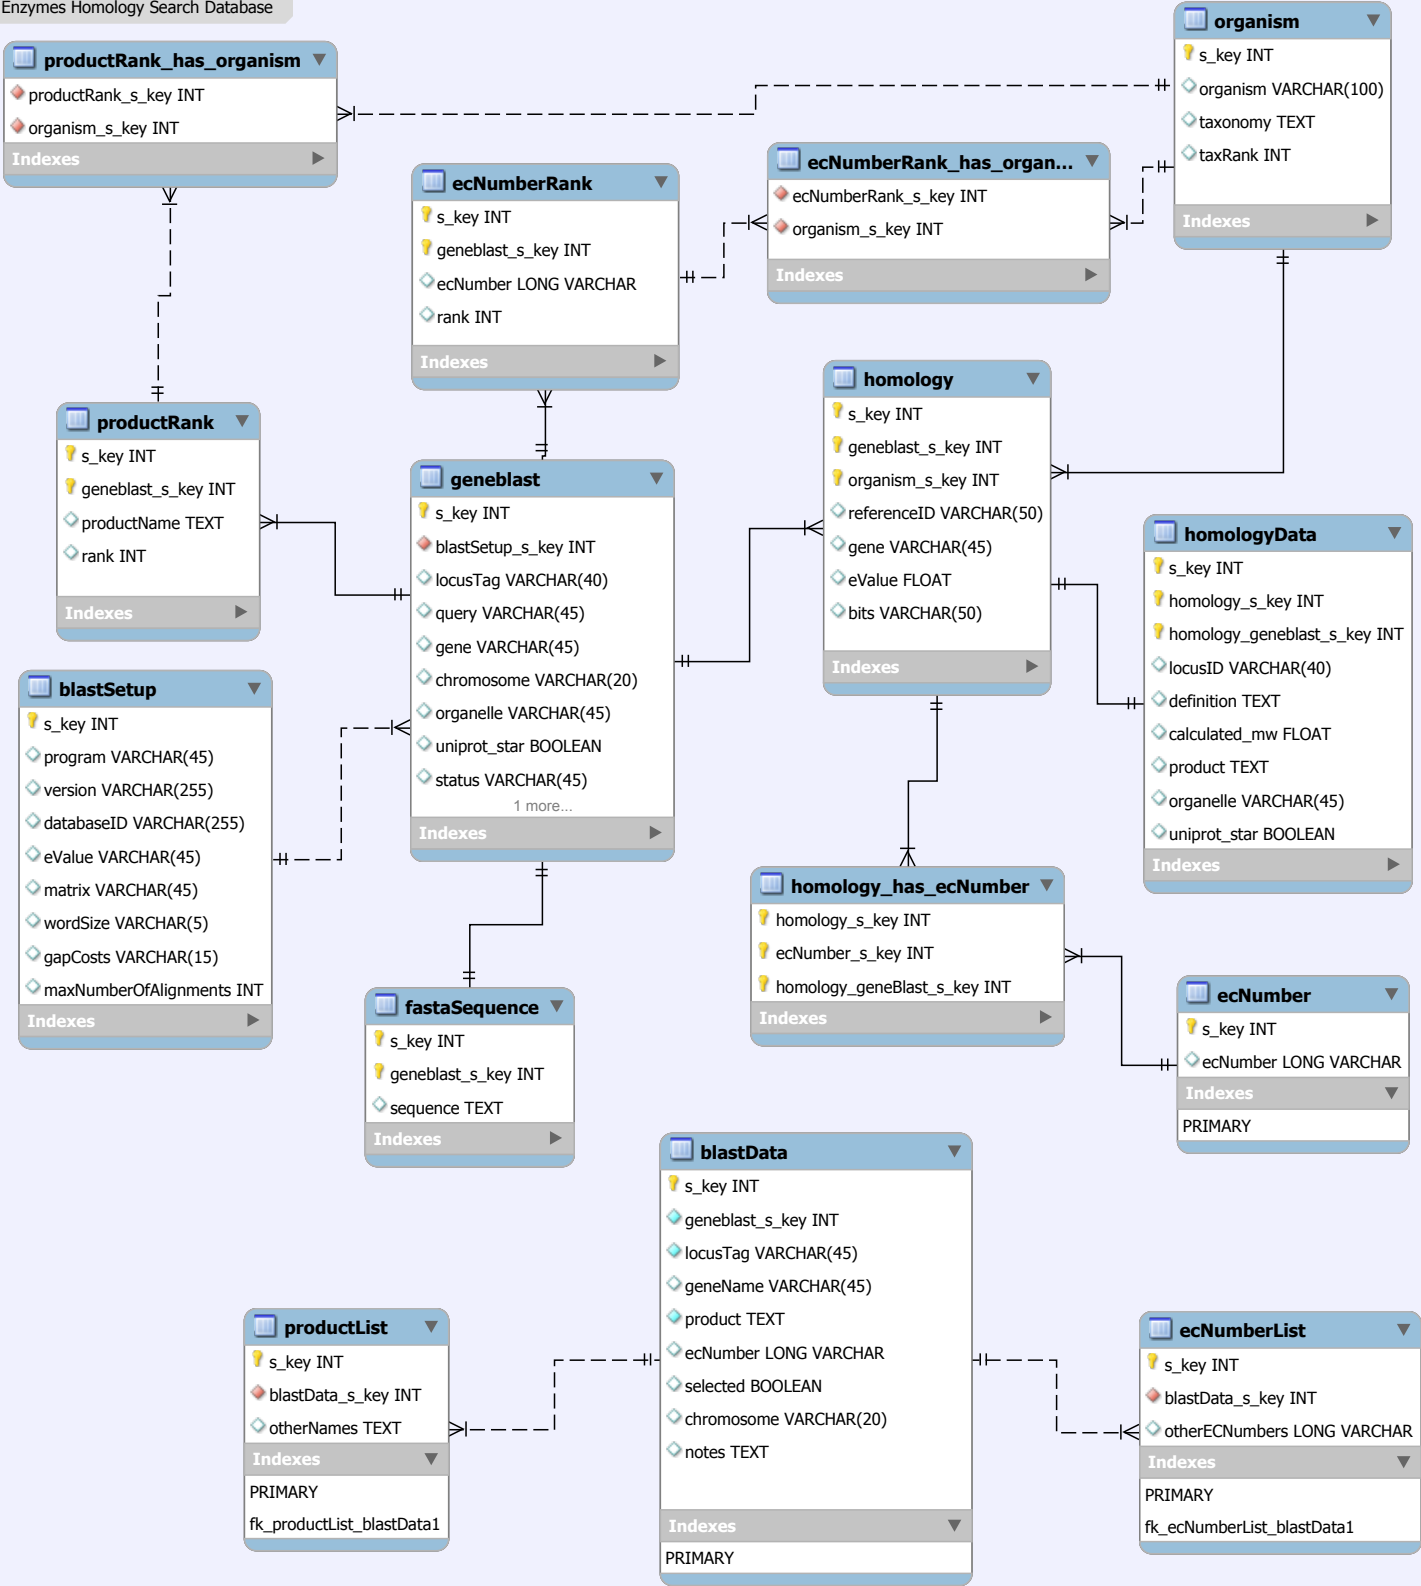 Enzymes Homology Search Database
productRank_has_organism
productRank_s_key INT
organism_s_key INT
Indexes
organism
s_key INT
organism VARCHAR(100)
taxonomy TEXT
taxRank INT
Indexes
ecNumberRank
s_key INT
geneblast_s_key INT
ecNumber LONG VARCHAR
rank INT
Indexes
ecNumberRank_has_organ...
ecNumberRank_s_key INT
organism_s_key INT
Indexes
productRank
s_key INT
geneblast_s_key INT
productName TEXT
rank INT
Indexes
geneblast
s_key INT
blastSetup_s_key INT
locusTag VARCHAR(40)
query VARCHAR(45)
gene VARCHAR(45)
chromosome VARCHAR(20)
organelle VARCHAR(45)
uniprot_star BOOLEAN
status VARCHAR(45)
1 more...
Indexes
homology
s_key INT
geneblast_s_key INT
organism_s_key INT
referenceID VARCHAR(50)
gene VARCHAR(45)
eValue FLOAT
bits VARCHAR(50)
Indexes
homologyData
s_key INT
homology_s_key INT
homology_geneblast_s_key INT
locusID VARCHAR(40)
definition TEXT
calculated_mw FLOAT
product TEXT
organelle VARCHAR(45)
uniprot_star BOOLEAN
Indexes
blastSetup
s_key INT
program VARCHAR(45)
version VARCHAR(255)
databaseID VARCHAR(255)
eValue VARCHAR(45)
matrix VARCHAR(45)
wordSize VARCHAR(5)
gapCosts VARCHAR(15)
maxNumberOfAlignments INT
Indexes
homology_has_ecNumber
homology_s_key INT
ecNumber_s_key INT
homology_geneBlast_s_key INT
Indexes
fastaSequence
s_key INT
geneblast_s_key INT
sequence TEXT
Indexes
ecNumber
s_key INT
ecNumber LONG VARCHAR
Indexes
PRIMARY
blastData
s_key INT
geneblast_s_key INT
locusTag VARCHAR(45)
geneName VARCHAR(45)
product TEXT
ecNumber LONG VARCHAR
selected BOOLEAN
chromosome VARCHAR(20)
notes TEXT
Indexes
PRIMARY
productList
s_key INT
blastData_s_key INT
otherNames TEXT
Indexes
PRIMARY
fk_productList_blastData1
ecNumberList
s_key INT
blastData_s_key INT
otherECNumbers LONG VARCHAR
Indexes
PRIMARY
fk_ecNumberList_blastData1